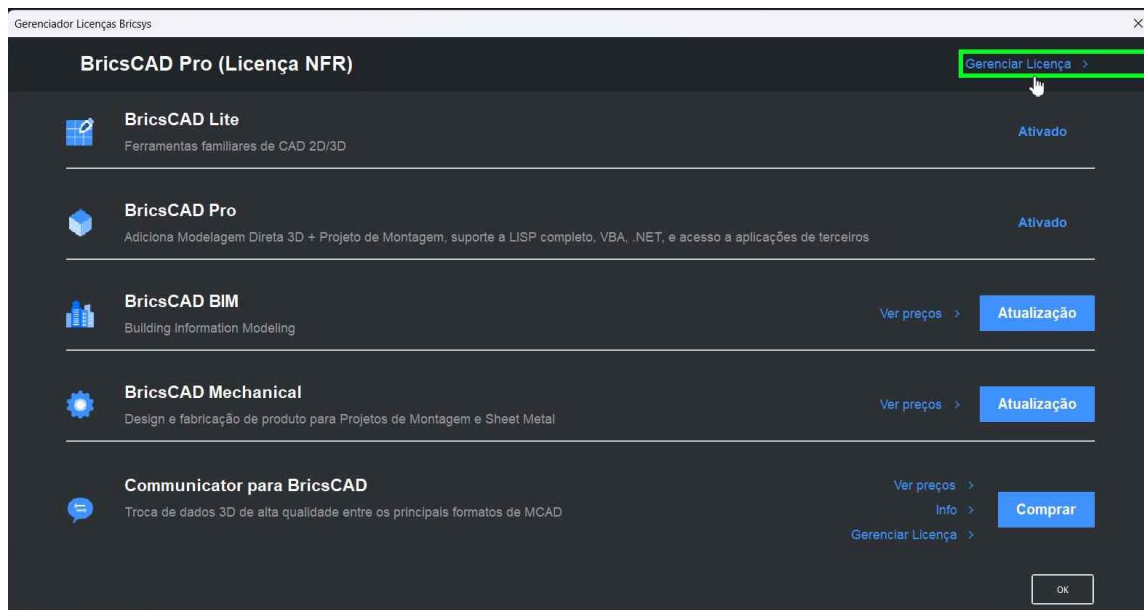 Gerenciador Licenças Bricsys
BricsCAD Pro (Licença NFR)
Gerenciar Licença >
BricsCAD Lite
Ferramentas familiares de CAD 2D/3D
Ativado
BricsCAD Pro
Adiciona Modelagem Direta 3D + Projeto de Montagem, suporte a LISP completo, VBA, .NET, e acesso a aplicações de terceiros
Ativado
BricsCAD BIM
Building Information Modeling
Ver preços >
Atualização
BricsCAD Mechanical
Design e fabricação de produto para Projetos de Montagem e Sheet Metal
Ver preços >
Atualização
Communicator para BricsCAD
Troca de dados 3D de alta qualidade entre os principais formatos de MCAD
Ver preços >
Info >
Gerenciar Licença >
Comprar
OK